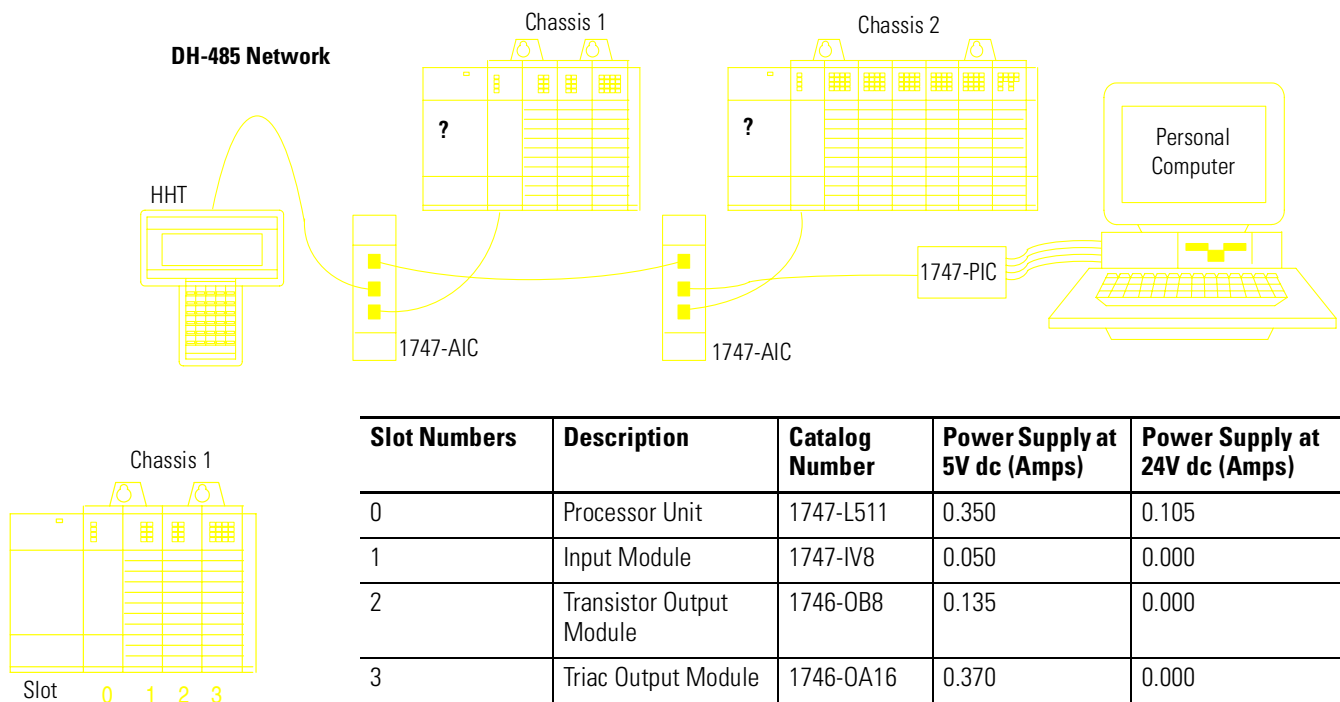 Chassis 1
Chassis 2
DH-485 Network
?
?
Personal
Computer
HHT
1747-PIC
1747-AIC
1747-AIC
Chassis 1
Slot 0 1 2 3
Slot Numbers Description Catalog Number Power Supply at 5V dc (Amps) Power Supply at 24V dc (Amps)
0 Processor Unit 1747-L511 0.350 0.105
1 Input Module 1747-IV8 0.050 0.000
2 Transistor Output Module 1746-OB8 0.135 0.000
3 Triac Output Module 1746-OA16 0.370 0.000